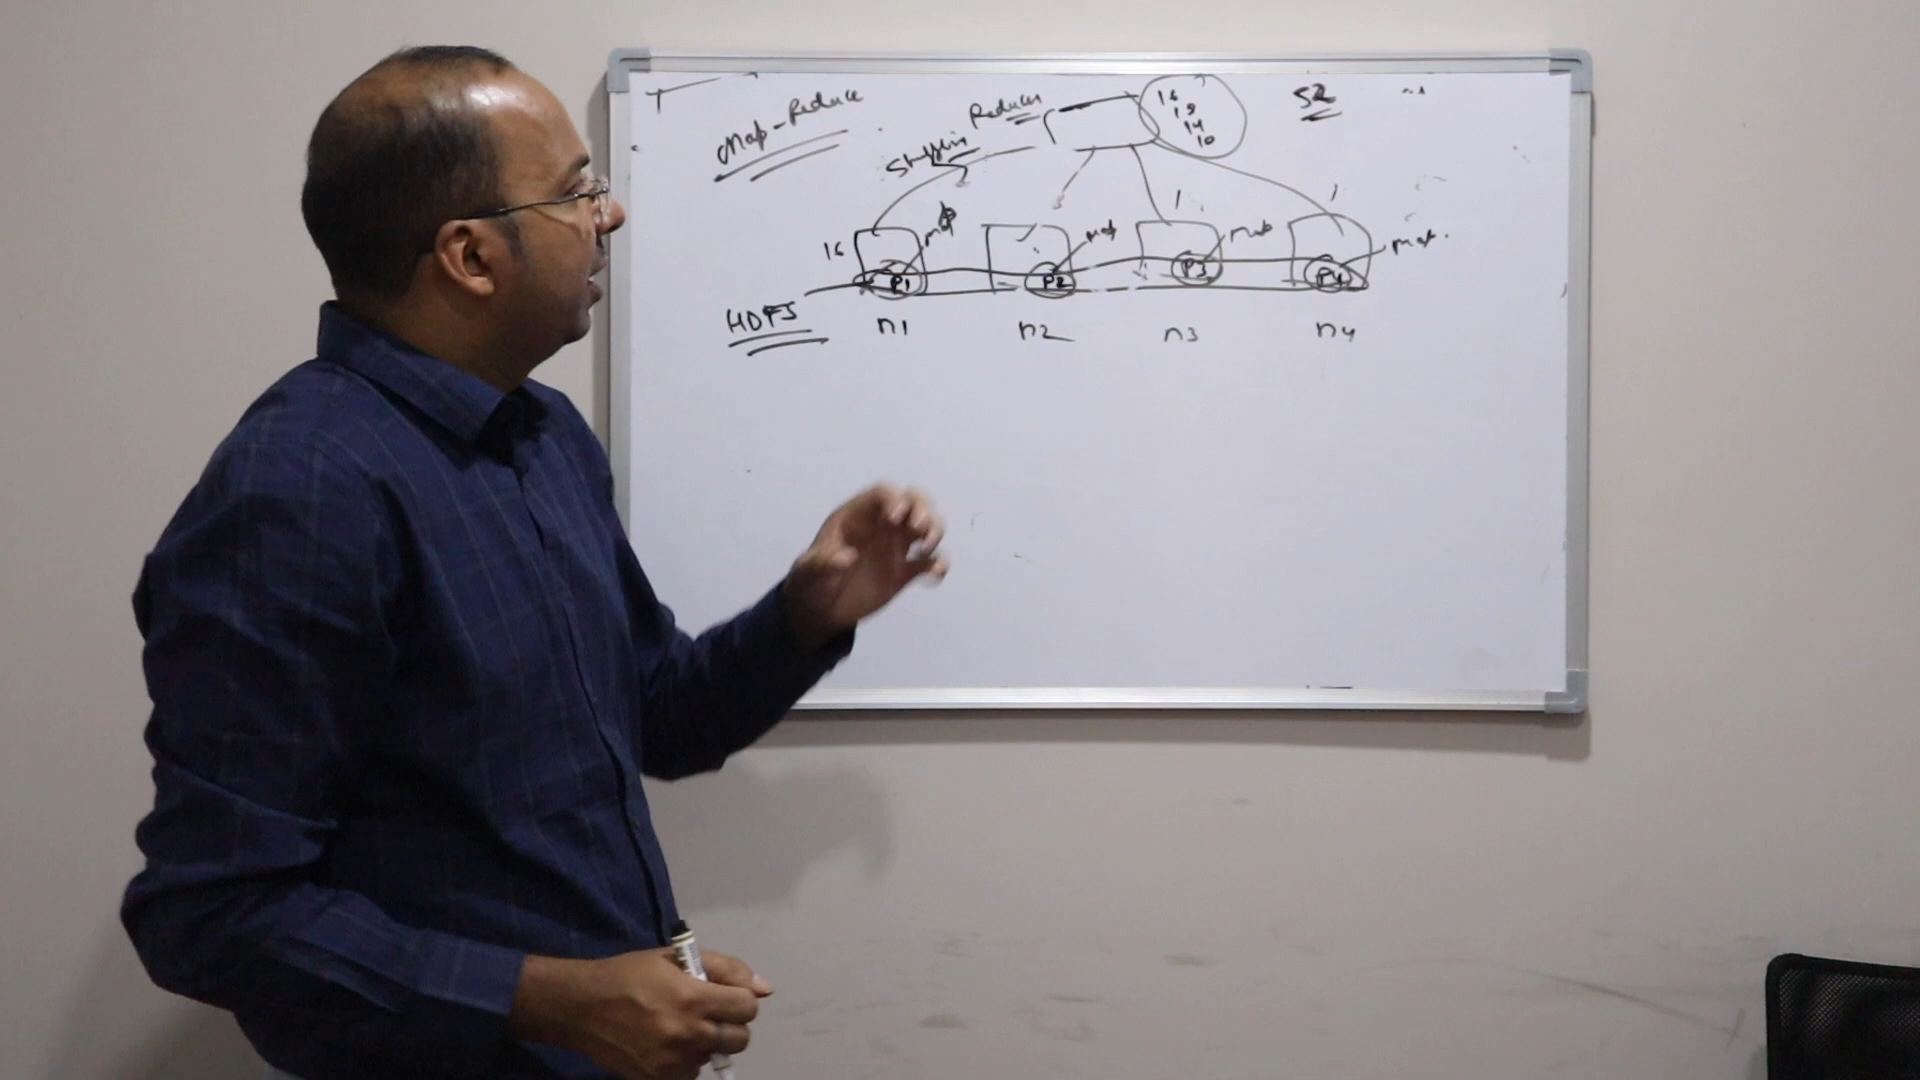 Map-Reduce
Reducer
16
19
14
10
52
Shufflin
16
map
map
map
map.
P1
P2
P3
P4
HDFS
n1
n2
n3
n4